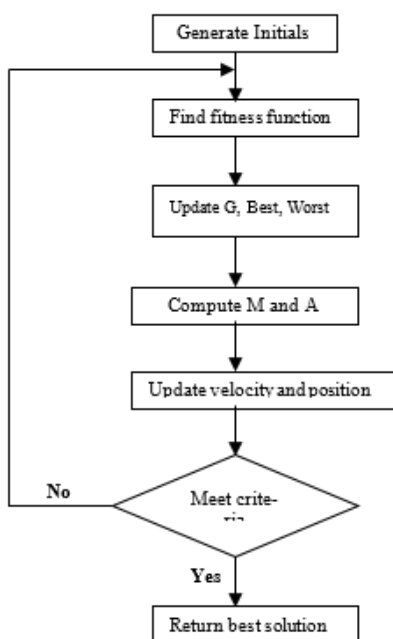 Generate Initials
Find fitness function
Update G, Best, Worst
Compute M and A
Update velocity and position
Meet crite-
ria
No
Yes
Return best solution